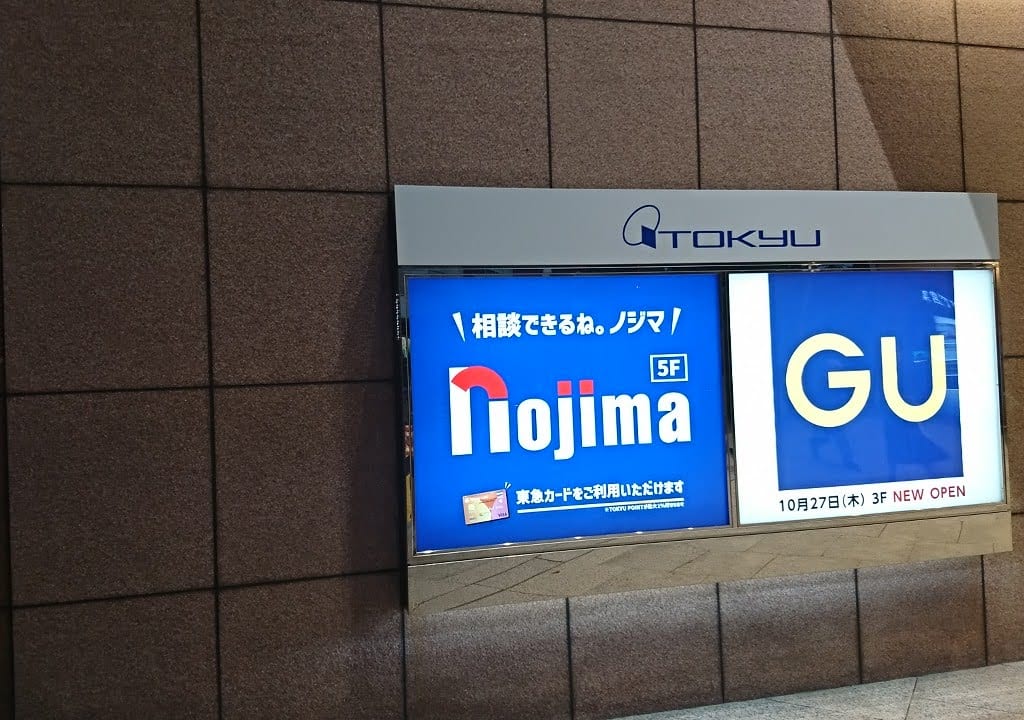 TOKYU
相談できるね。ノジマ
5F
nojima
東急カードをご利用いただけます
GU
10月27日(木) 3F NEW OPEN